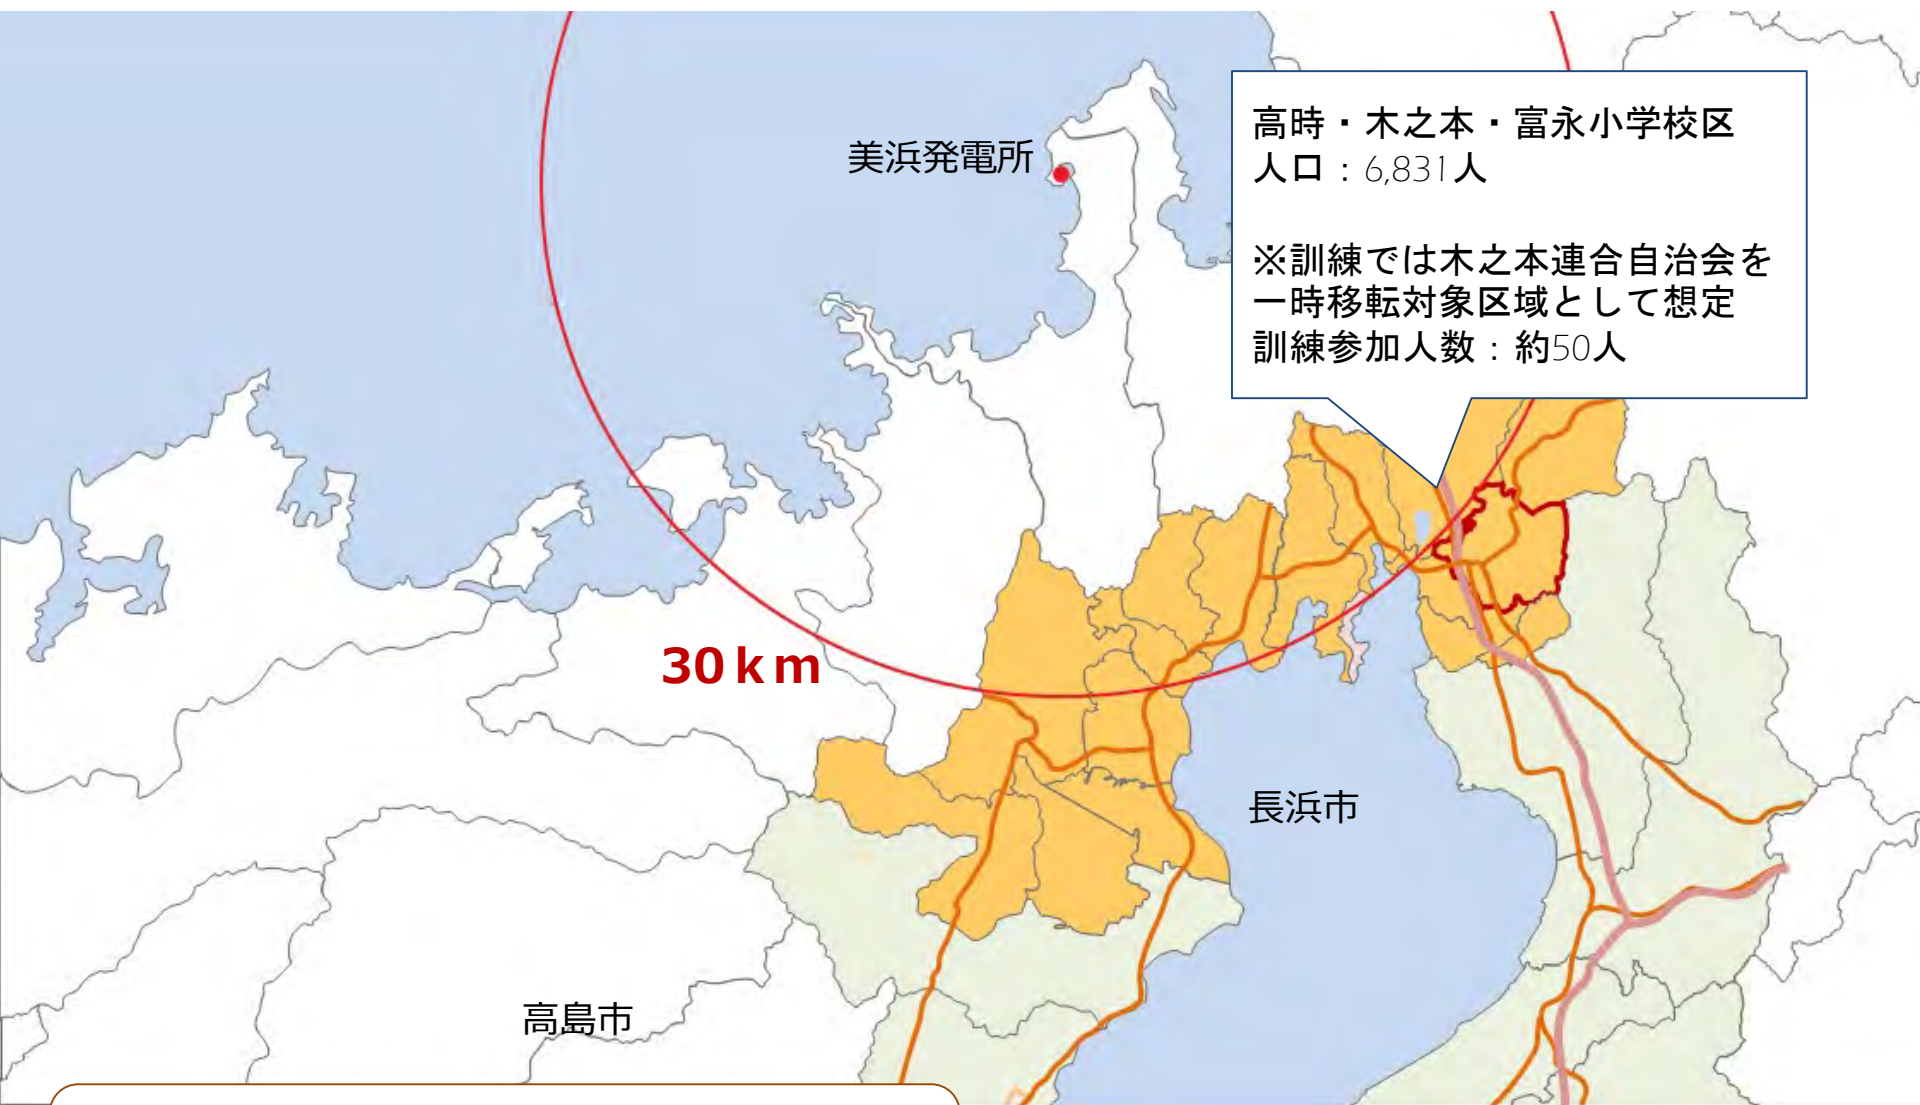 美浜発電所
高時・木之本・富永小学校区
人口：6,831人
※訓練では木之本連合自治会を
一時移転対象区域として想定
訓練参加人数：約50人
30km
長浜市
高島市